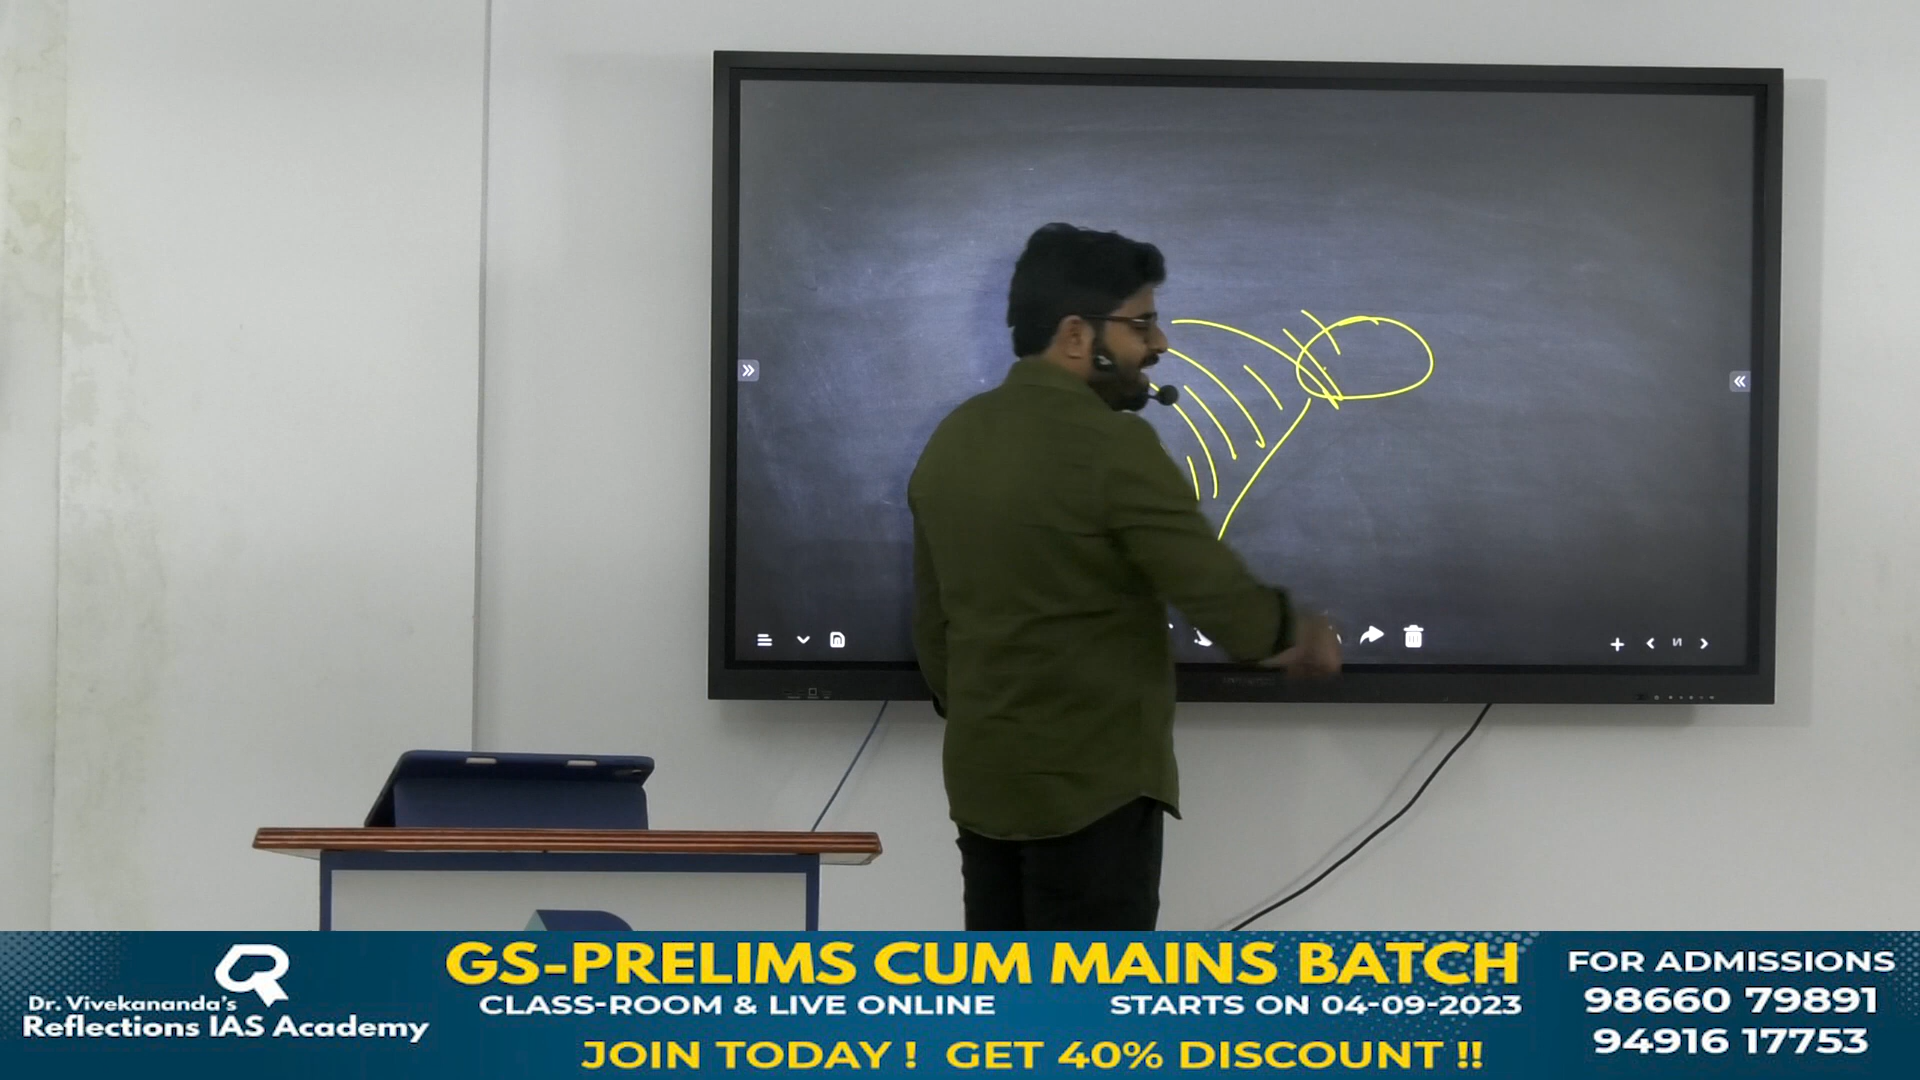 GS-PRELIMS CUM MAINS BATCH
CLASS-ROOM & LIVE ONLINE
STARTS ON 04-09-2023
JOIN TODAY ! GET 40% DISCOUNT !!
Dr. Vivekananda's
Reflections IAS Academy
FOR ADMISSIONS
98660 79891
94916 17753